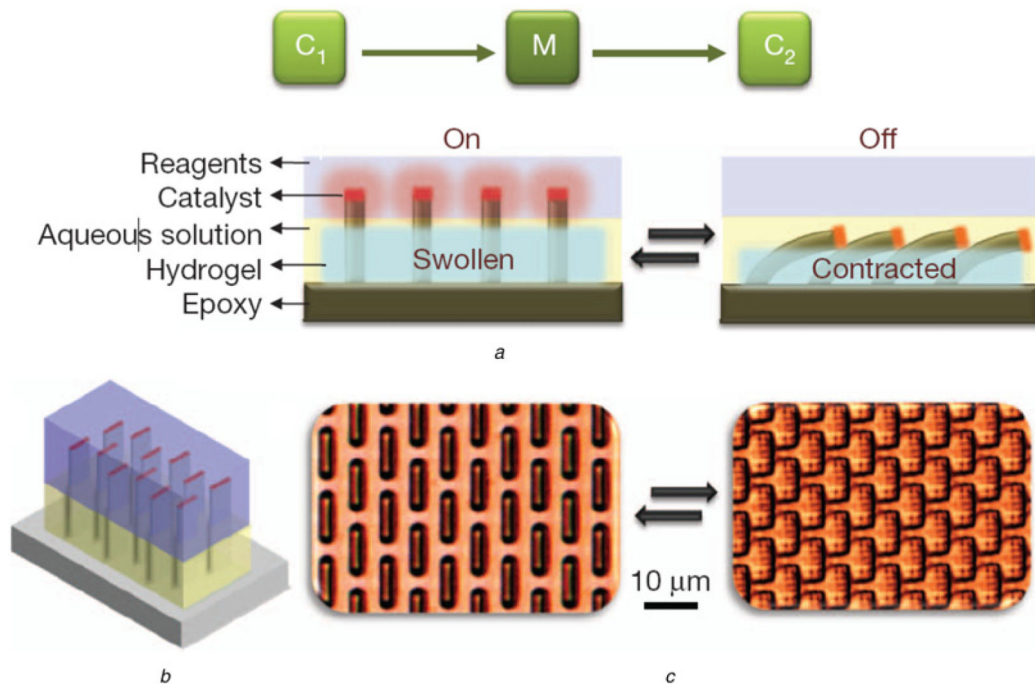 C1 M C2
On Off
Reagents
Catalyst
Aqueous solution
Hydrogel Swollen Contracted
Epoxy
a
10 μm
b c